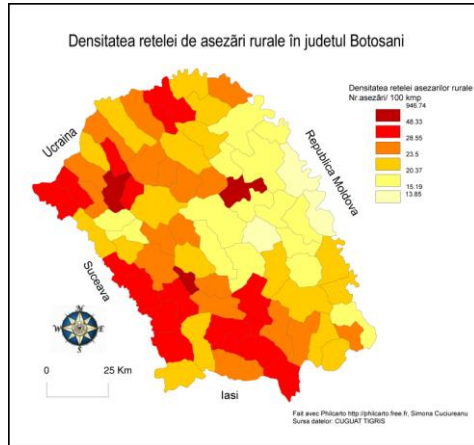 Densitatea retelei de asezări rurale în judetul Botosani
Densitatea retelei asezarilor rurale
Nr.asezări/ 100 kmp
946.74
48.33
28.55
23.5
20.37
15.19
13.85
Ucraina
Republica Moldova
Suceava
N
S
0
25 Km
Iasi
Fait avec Philcarto http://philcarto.free.fr, Simona Cuciureanu
Sursa datelor: CUGUAT TIGRIS